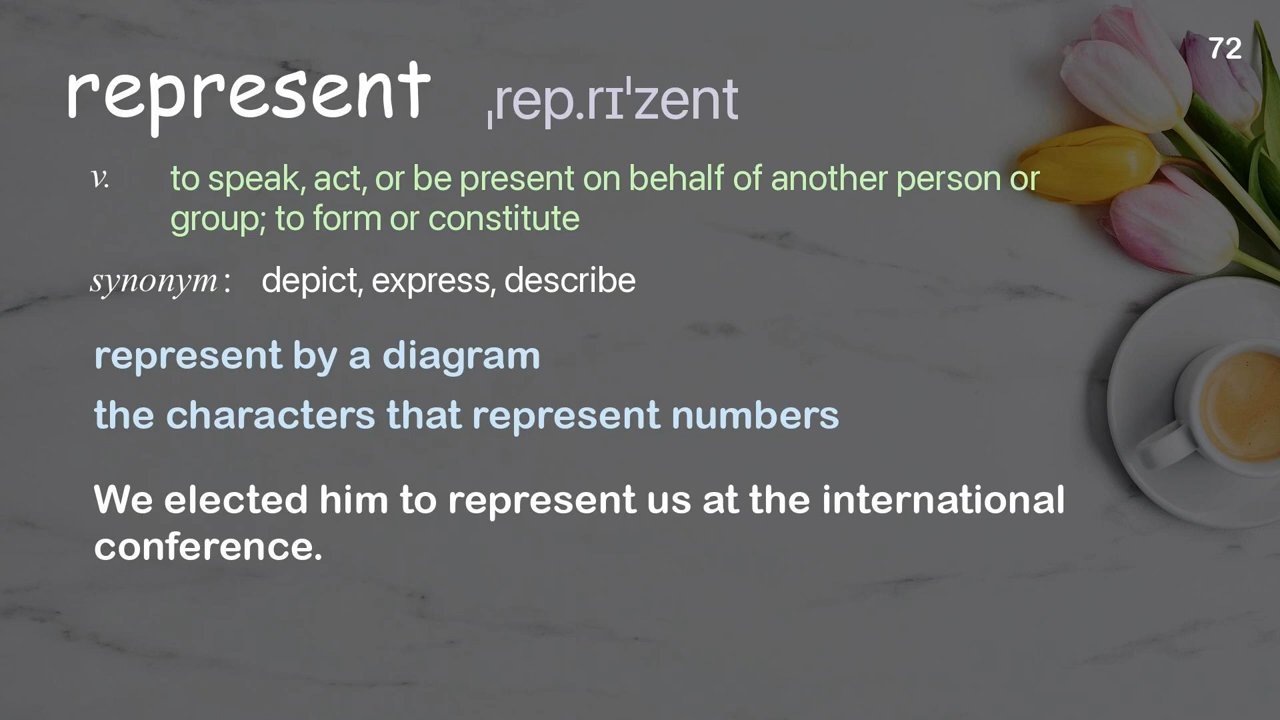 72
represent ˌrep.rɪˈzent
v. to speak, act, or be present on behalf of another person or
group; to form or constitute
synonym: depict, express, describe
represent by a diagram
the characters that represent numbers
We elected him to represent us at the international
conference.